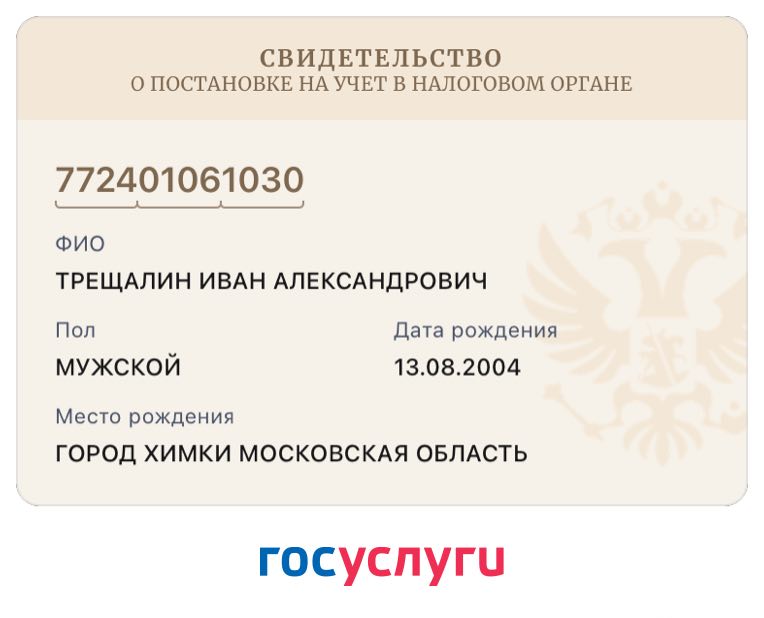 СВИДЕТЕЛЬСТВО
О ПОСТАНОВКЕ НА УЧЕТ В НАЛОГОВОМ ОРГАНЕ
772401061030
ФИО
ТРЕЩАЛИН ИВАН АЛЕКСАНДРОВИЧ
Пол Дата рождения
МУЖСКОЙ 13.08.2004
Место рождения
ГОРОД ХИМКИ МОСКОВСКАЯ ОБЛАСТЬ
госуслуги